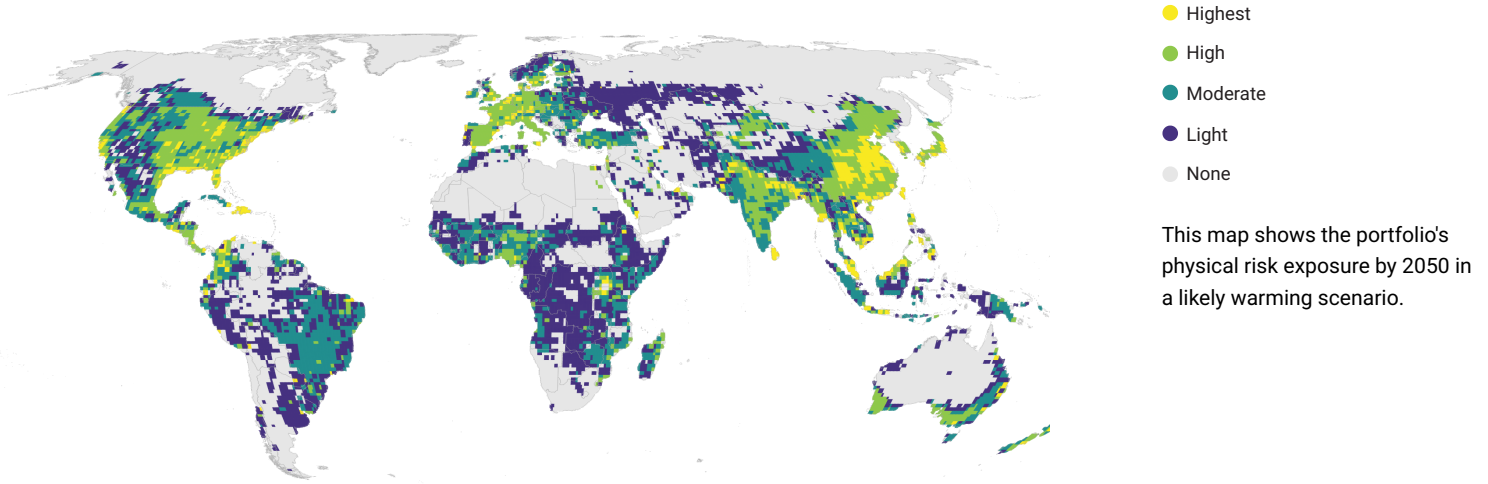 Highest
High
Moderate
Light
None
This map shows the portfolio's
physical risk exposure by 2050 in
a likely warming scenario.